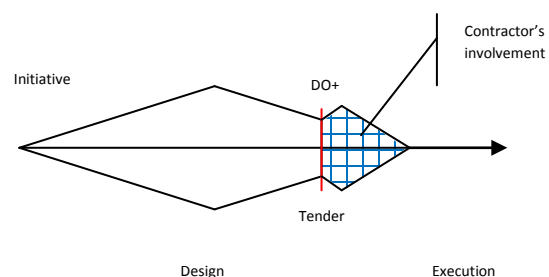 Contractor's
involvement
Initiative
DO+
Tender
Design
Execution